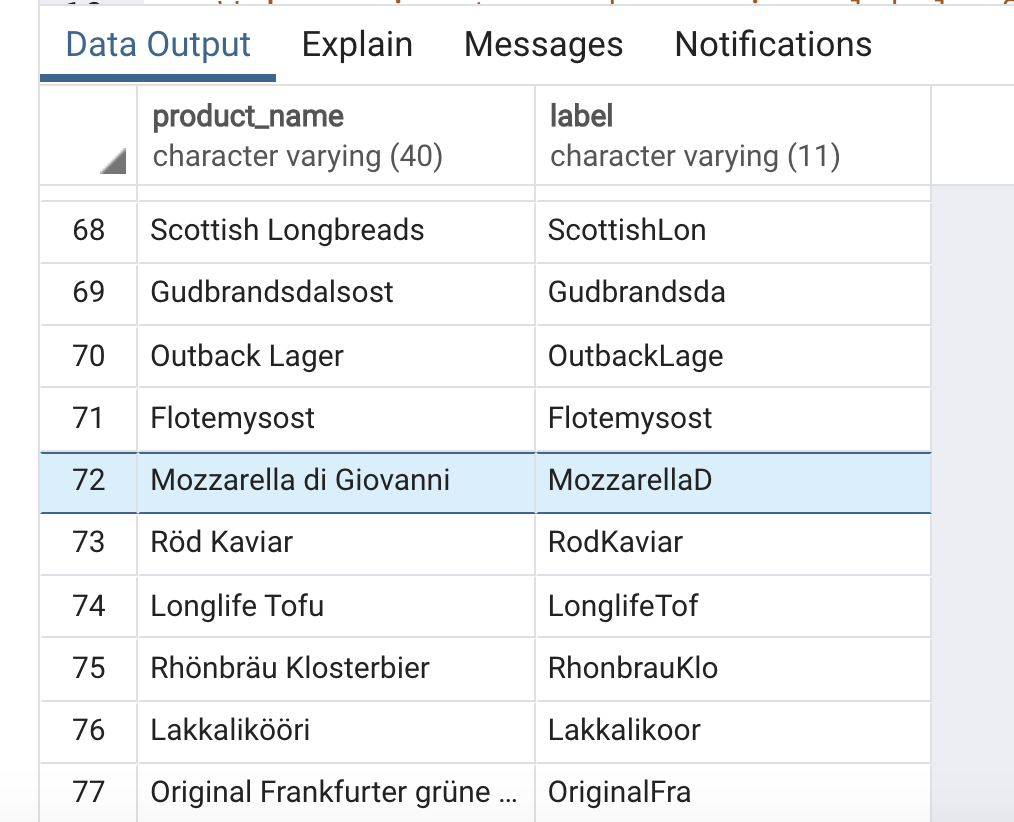 Data Output Explain Messages Notifications
product_name label
character varying (40) character varying (11)
68 Scottish Longbreads ScottishLon
69 Gudbrandsdalsost Gudbrandsda
70 Outback Lager OutbackLage
71 Flotemysost Flotemysost
72 Mozzarella di Giovanni MozzarellaD
73 Röd Kaviar RodKaviar
74 Longlife Tofu LonglifeTof
75 Rhönbräu Klosterbier RhonbrauKlo
76 Lakkalikööri Lakkalikoor
77 Original Frankfurter grüne ... OriginalFra